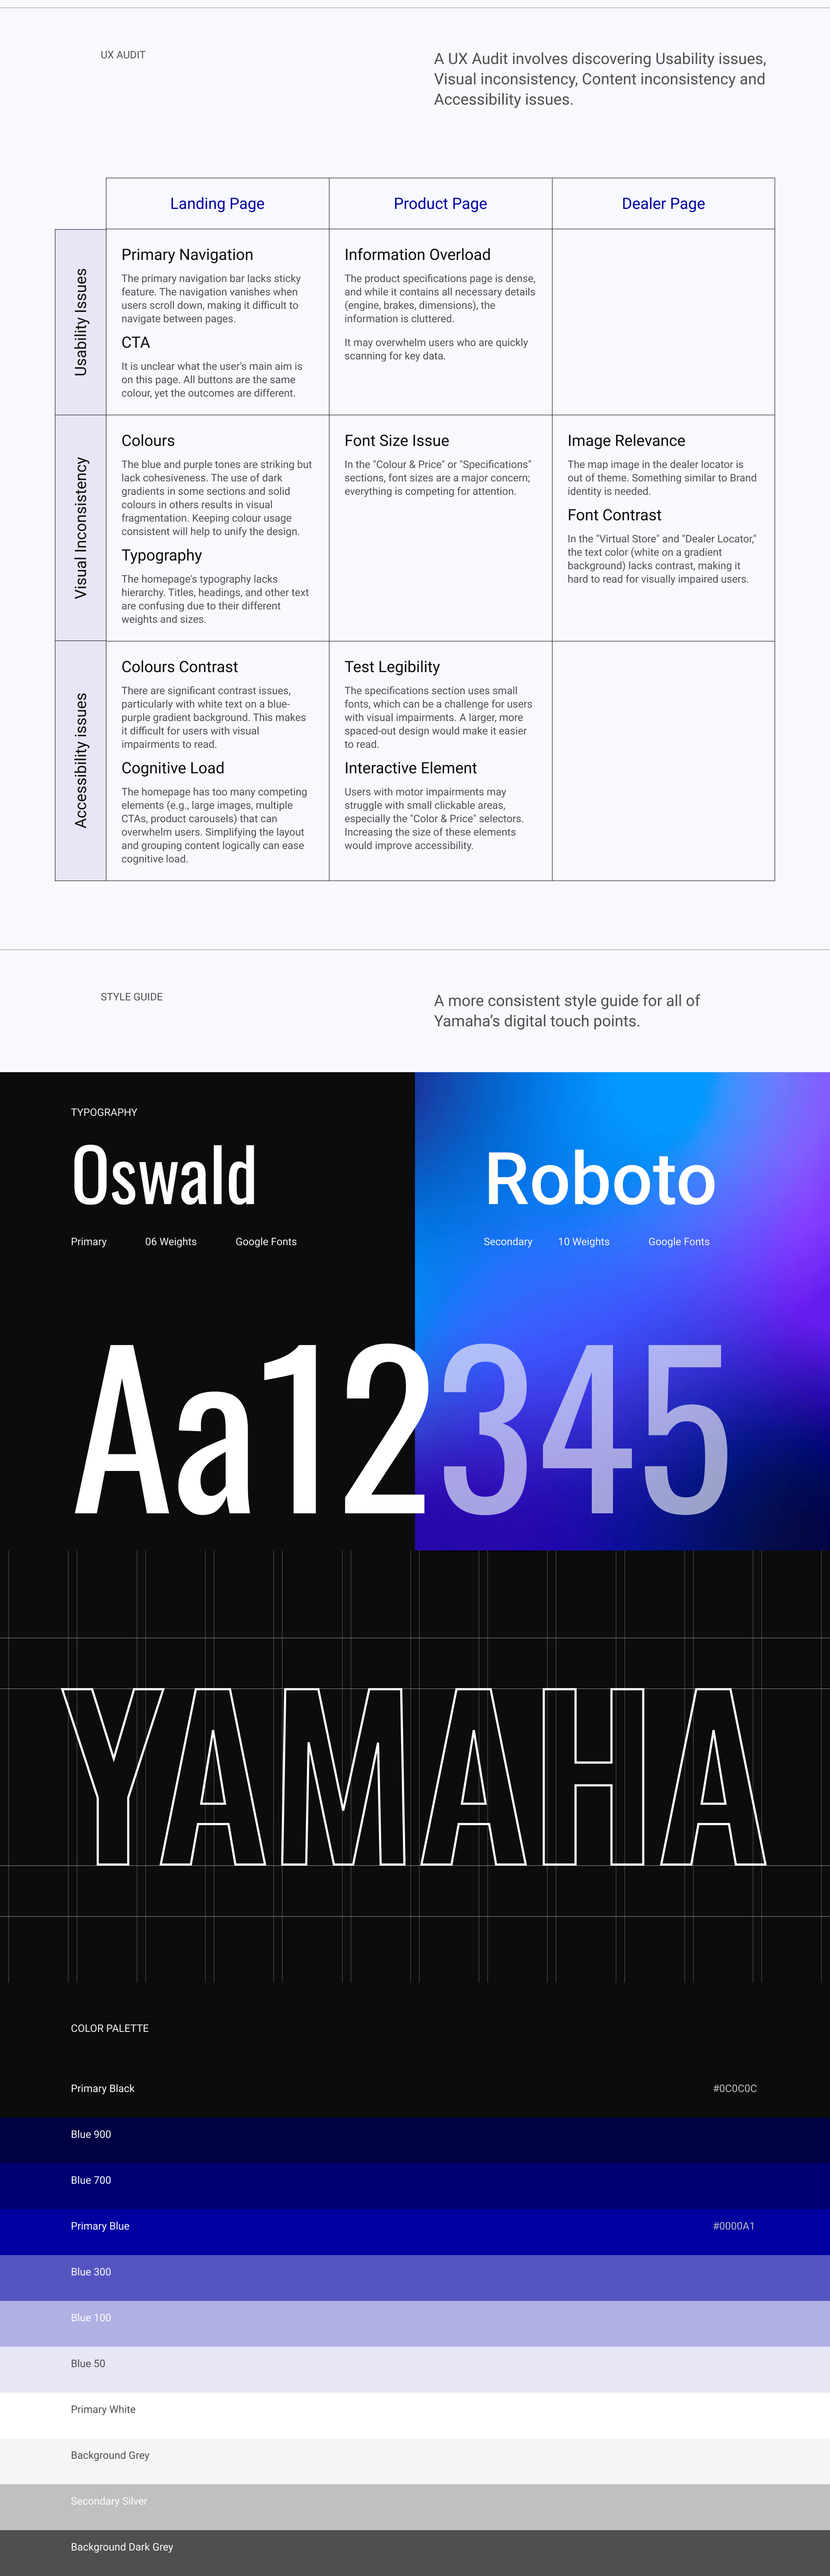 UX AUDIT
A UX Audit involves discovering Usability issues,
Visual inconsistency, Content inconsistency and
Accessibility issues.
Landing Page
Product Page
Dealer Page
Usability Issues
Primary Navigation
The primary navigation bar lacks sticky
feature. The navigation vanishes when
users scroll down, making it difficult to
navigate between pages.
CTA
It is unclear what the user's main aim is
on this page. All buttons are the same
colour, yet the outcomes are different.
Information Overload
The product specifications page is dense,
and while it contains all necessary details
(engine, brakes, dimensions), the
information is cluttered.
It may overwhelm users who are quickly
scanning for key data.
Visual Inconsistency
Colours
The blue and purple tones are striking but
lack cohesiveness. The use of dark
gradients in some sections and solid
colours in others results in visual
fragmentation. Keeping colour usage
consistent will help to unify the design.
Typography
The homepage's typography lacks
hierarchy. Titles, headings, and other text
are confusing due to their different
weights and sizes.
Font Size Issue
In the "Colour & Price" or "Specifications"
sections, font sizes are a major concern;
everything is competing for attention.
Image Relevance
The map image in the dealer locator is
out of theme. Something similar to Brand
identity is needed.
Font Contrast
In the "Virtual Store" and "Dealer Locator,"
the text color (white on a gradient
background) lacks contrast, making it
hard to read for visually impaired users.
Accessibility issues
Colours Contrast
There are significant contrast issues,
particularly with white text on a blue-
purple gradient background. This makes
it difficult for users with visual
impairments to read.
Cognitive Load
The homepage has too many competing
elements (e.g., large images, multiple
CTAs, product carousels) that can
overwhelm users. Simplifying the layout
and grouping content logically can ease
cognitive load.
Test Legibility
The specifications section uses small
fonts, which can be a challenge for users
with visual impairments. A larger, more
spaced-out design would make it easier
to read.
Interactive Element
Users with motor impairments may
struggle with small clickable areas,
especially the "Color & Price" selectors.
Increasing the size of these elements
would improve accessibility.
STYLE GUIDE
A more consistent style guide for all of
Yamaha’s digital touch points.
TYPOGRAPHY
Oswald
Primary 06 Weights Google Fonts
Roboto
Secondary 10 Weights Google Fonts
Aa12345
YAMAHA
COLOR PALETTE
Primary Black #0C0C0C
Blue 900
Blue 700
Primary Blue #0000A1
Blue 300
Blue 100
Blue 50
Primary White
Background Grey
Secondary Silver
Background Dark Grey